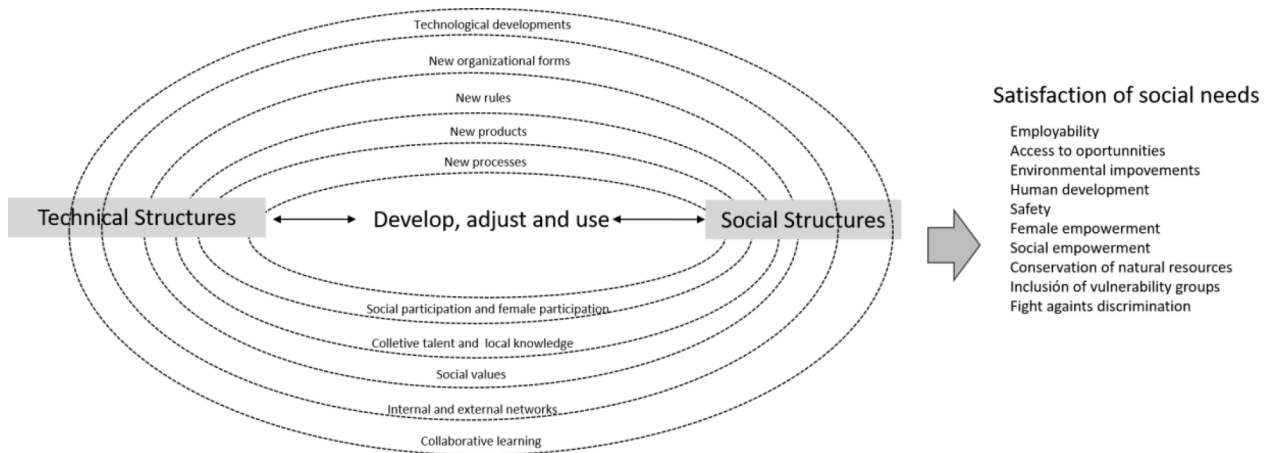 Technological developments
New organizational forms
New rules
New products
New processes
Technical Structures
Develop, adjust and use
Social Structures
Social participation and female participation
Colletive talent and local knowledge
Social values
Internal and external networks
Collaborative learning
Satisfaction of social needs
Employability
Access to oportunnities
Environmental impovements
Human development
Safety
Female empowerment
Social empowerment
Conservation of natural resources
Inclusión of vulnerability groups
Fight againts discrimination